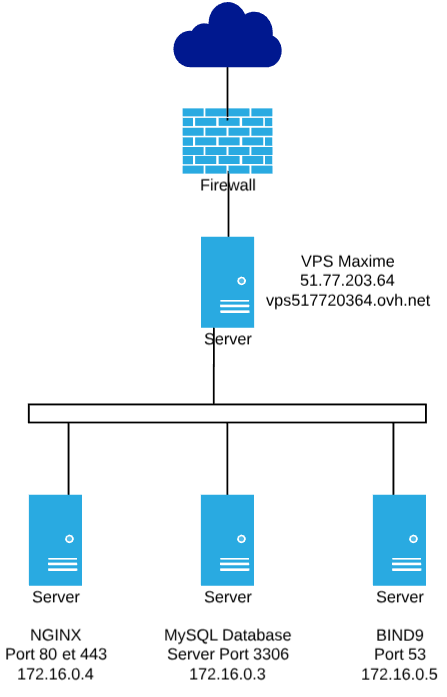 Firewall
VPS Maxime
51.77.203.64
vps517720364.ovh.net
Server
Server
Server
Server
NGINX
Port 80 et 443
172.16.0.4
MySQL Database
Server Port 3306
172.16.0.3
BIND9
Port 53
172.16.0.5